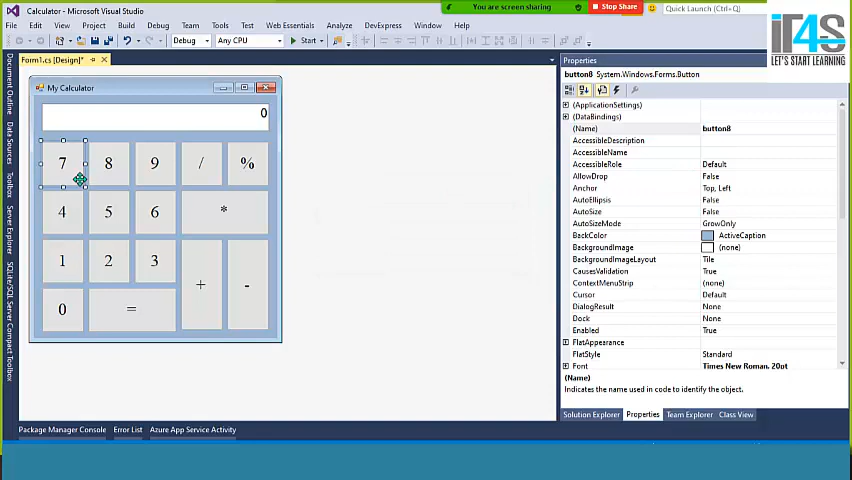 Calculator - Microsoft Visual Studio
You are screen sharing
Stop Share
Quick Launch (Ctrl
File Edit View Project Build Debug Team Tools Test Web Essentials Analyze DevExpress Window Help
Debug Any CPU Start
IT4S
LET'S START LEARNING
Form1.cs [Design]*
Document Outline
Data Sources
Toolbox
Server Explorer
SQLite/SQL Server Compact Toolbox
My Calculator
0
7 8 9 / %
4 5 6 *
1 2 3 + -
0 =
Properties
button8 System.Windows.Forms.Button
(ApplicationSettings)
(DataBindings)
(Name) button8
AccessibleDescription
AccessibleName
AccessibleRole Default
AllowDrop False
Anchor Top, Left
AutoEllipsis False
AutoSize False
AutoSizeMode GrowOnly
BackColor ActiveCaption
BackgroundImage (none)
BackgroundImageLayout Tile
CausesValidation True
ContextMenuStrip (none)
Cursor Default
DialogResult None
Dock None
Enabled True
FlatAppearance
FlatStyle Standard
Font Times New Roman, 20pt
(Name)
Indicates the name used in code to identify the object.
Solution Explorer Properties Team Explorer Class View
Package Manager Console Error List Azure App Service Activity